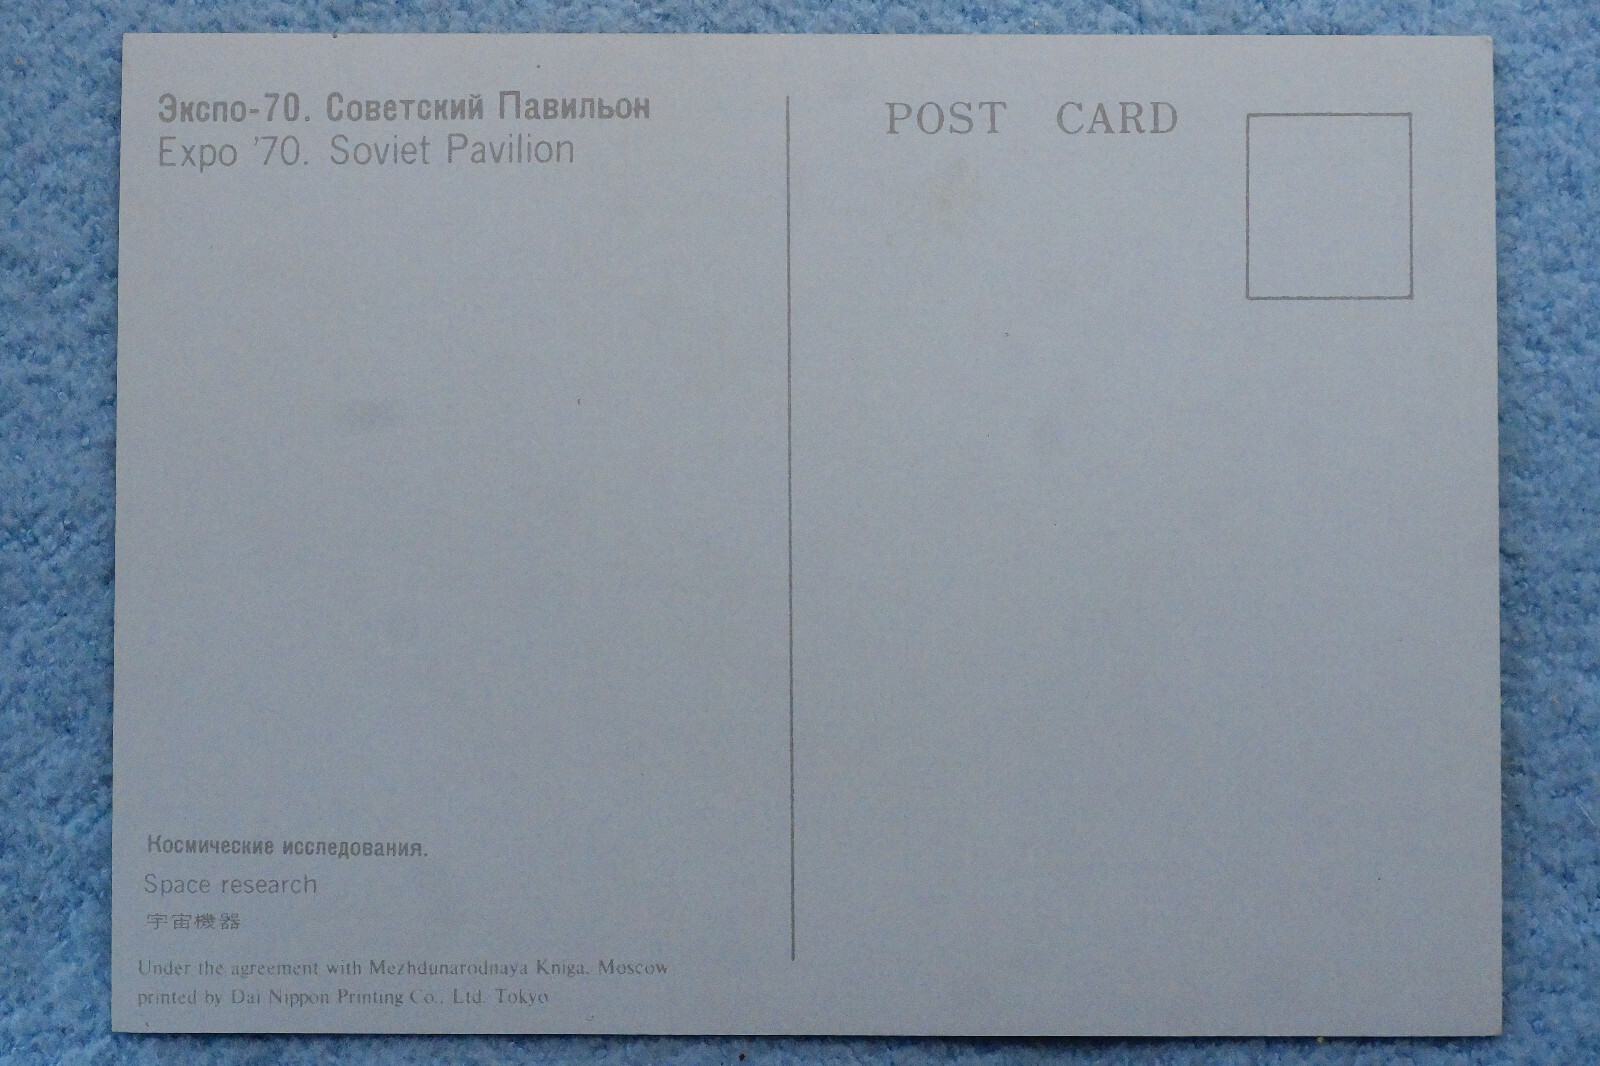 Экспо-70. Советский Павильон
Expo '70. Soviet Pavilion
POST CARD
Космические исследования.
Space research
宇宙機器
Under the agreement with Mezhdunarodnaya Kniga, Moscow
printed by Dai Nippon Printing Co., Ltd. Tokyo